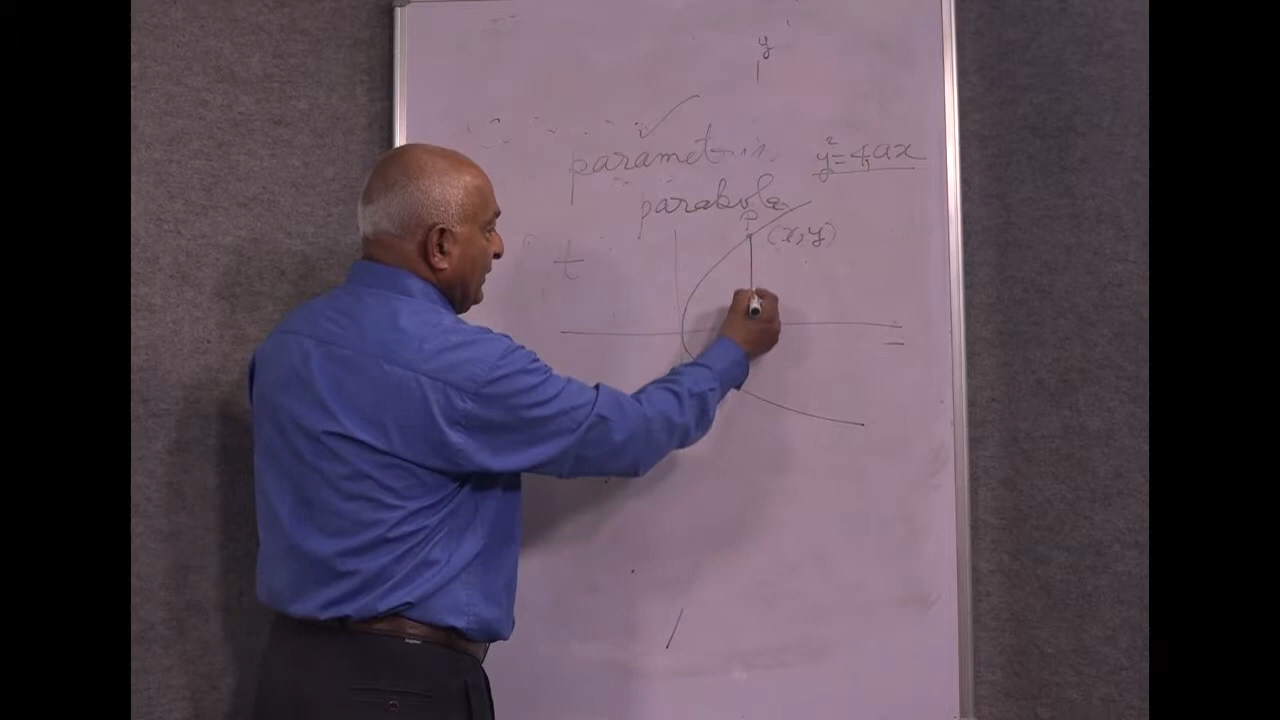 y
parametric
y² = 4ax
parabola
P
(x, y)
t